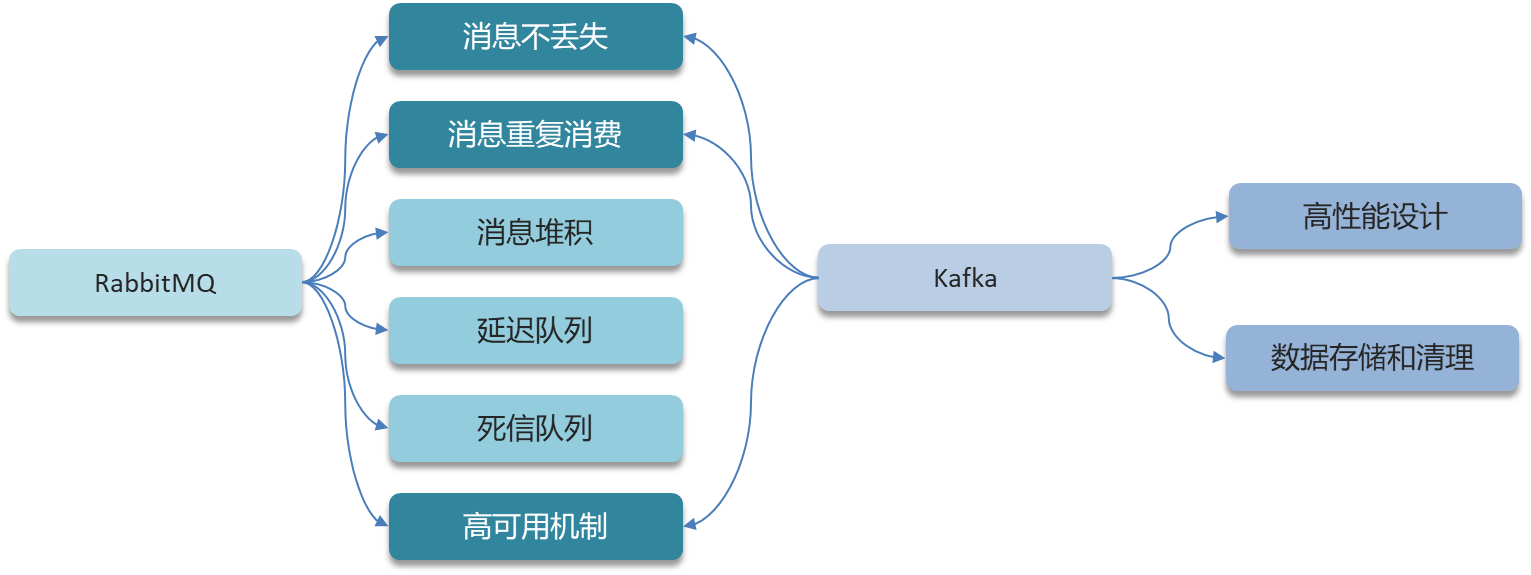 RabbitMQ
消息不丢失
消息重复消费
消息堆积
延迟队列
死信队列
高可用机制
Kafka
高性能设计
数据存储和清理